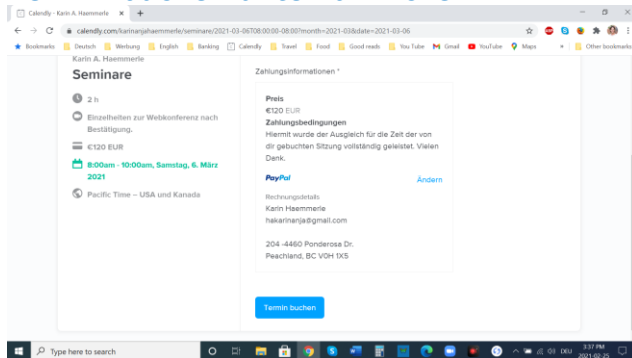 Calendly - Karin A. Haemmerle
calendly.com/karinanjahaemmerle/seminare/2021-03-06T08:00:00-08:00?month=2021-03&date=2021-03-06
Bookmarks Deutsch Werbung English Banking Calendly Travel Food Good reads You Tube Gmail YouTube Maps » Other bookmarks
Karin A. Haemmerle
Seminare
2 h
Einzelheiten zur Webkonferenz nach
Bestätigung.
€120 EUR
8:00am - 10:00am, Samstag, 6. März
2021
Pacific Time – USA und Kanada
Zahlungsinformationen *
Preis
€120 EUR
Zahlungsbedingungen
Hiermit wurde der Ausgleich für die Zeit der von
dir gebuchten Sitzung vollständig geleistet. Vielen
Dank.
PayPal Ändern
Rechnungsdetails
Karin Haemmerle
hakarinanja@gmail.com
204 -4460 Ponderosa Dr.
Peachland, BC V0H 1X5
Termin buchen
Type here to search
DEU
3:37 PM
2021-02-25